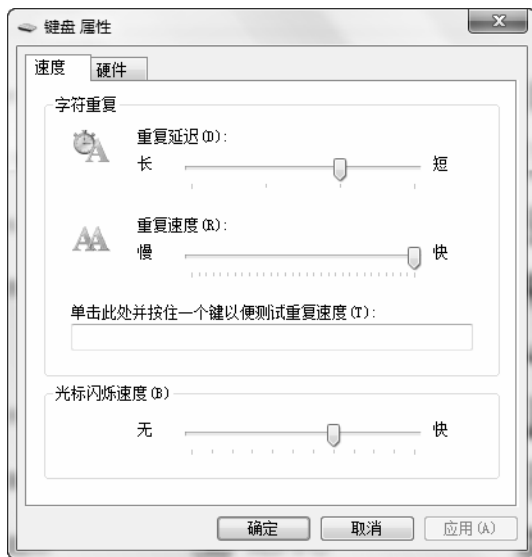 键盘 属性
速度
硬件
字符重复
重复延迟(D):
长
短
重复速度(R):
慢
快
单击此处并按住一个键以便测试重复速度(T):
光标闪烁速度(B)
无
快
确定
取消
应用(A)